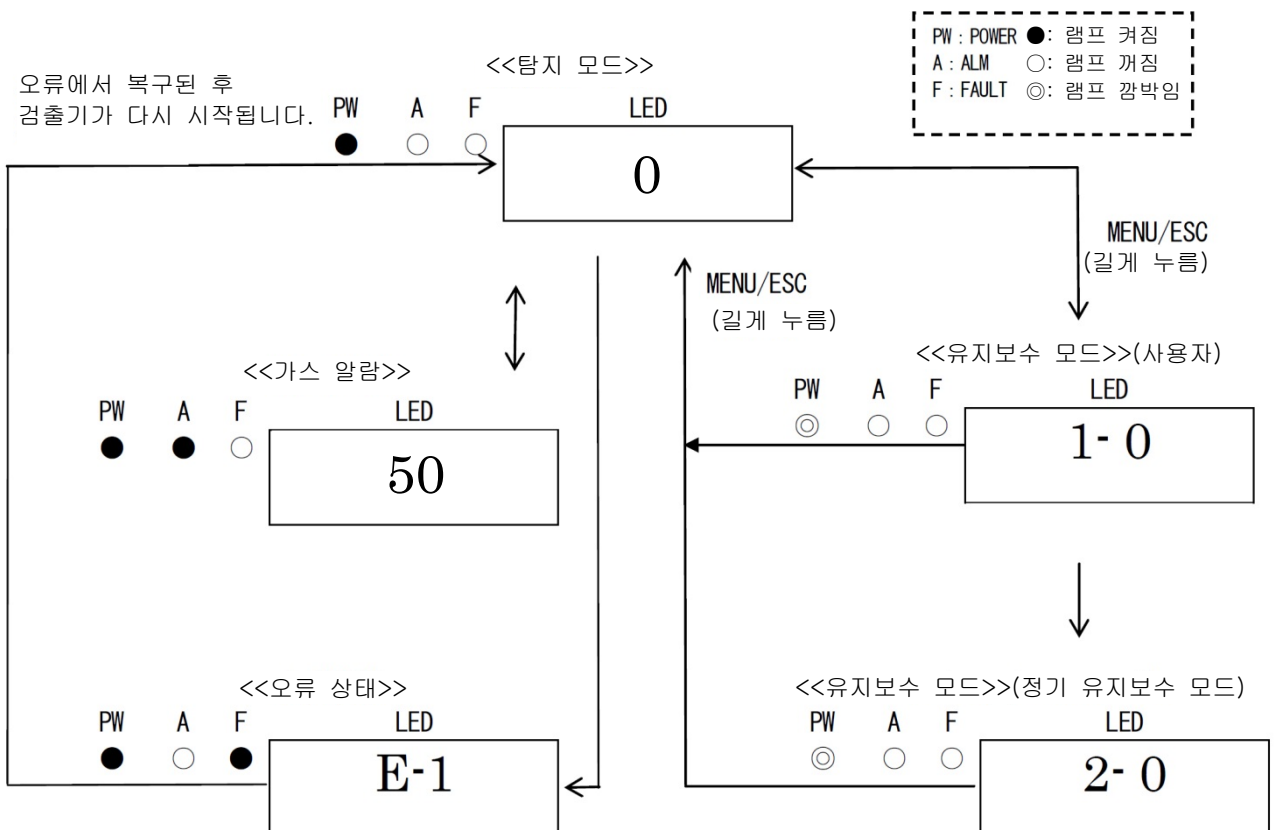 PW : POWER ●: 램프 켜짐
A : ALM ○: 램프 꺼짐
F : FAULT ◎: 램프 깜박임
<<탐지 모드>>
오류에서 복구된 후
검출기가 다시 시작됩니다.
PW A F LED
● ○ ○
0
MENU/ESC
(길게 누름)
MENU/ESC
(길게 누름)
<<가스 알람>>
PW A F LED
● ● ○
50
<<유지보수 모드>>(사용자)
PW A F LED
◎ ○ ○
1- 0
<<오류 상태>>
PW A F LED
● ○ ●
E-1
<<유지보수 모드>>(정기 유지보수 모드)
PW A F LED
◎ ○ ○
2- 0